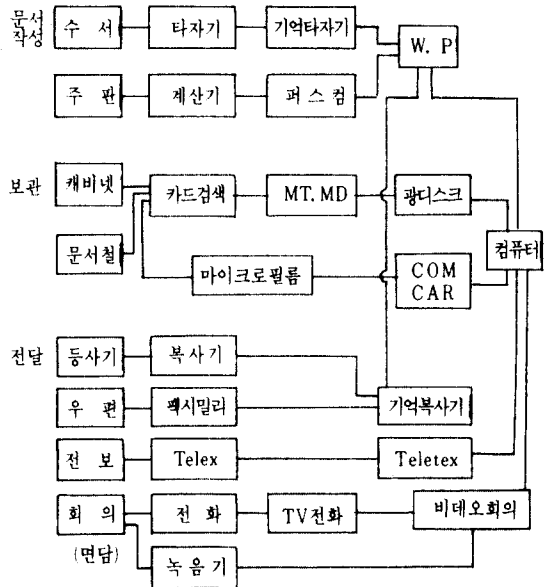 문서
작성
수 서
타자기
기억타자기
W. P
주 판
계산기
퍼스컴
보관
캐비넷
카드검색
MT. MD
광디스크
문서철
마이크로필름
COM
CAR
컴퓨터
전달
등사기
복사기
우 편
팩시밀리
기억복사기
전 보
Telex
Teletex
회 의
(면담)
전 화
TV전화
비데오회의
녹음기